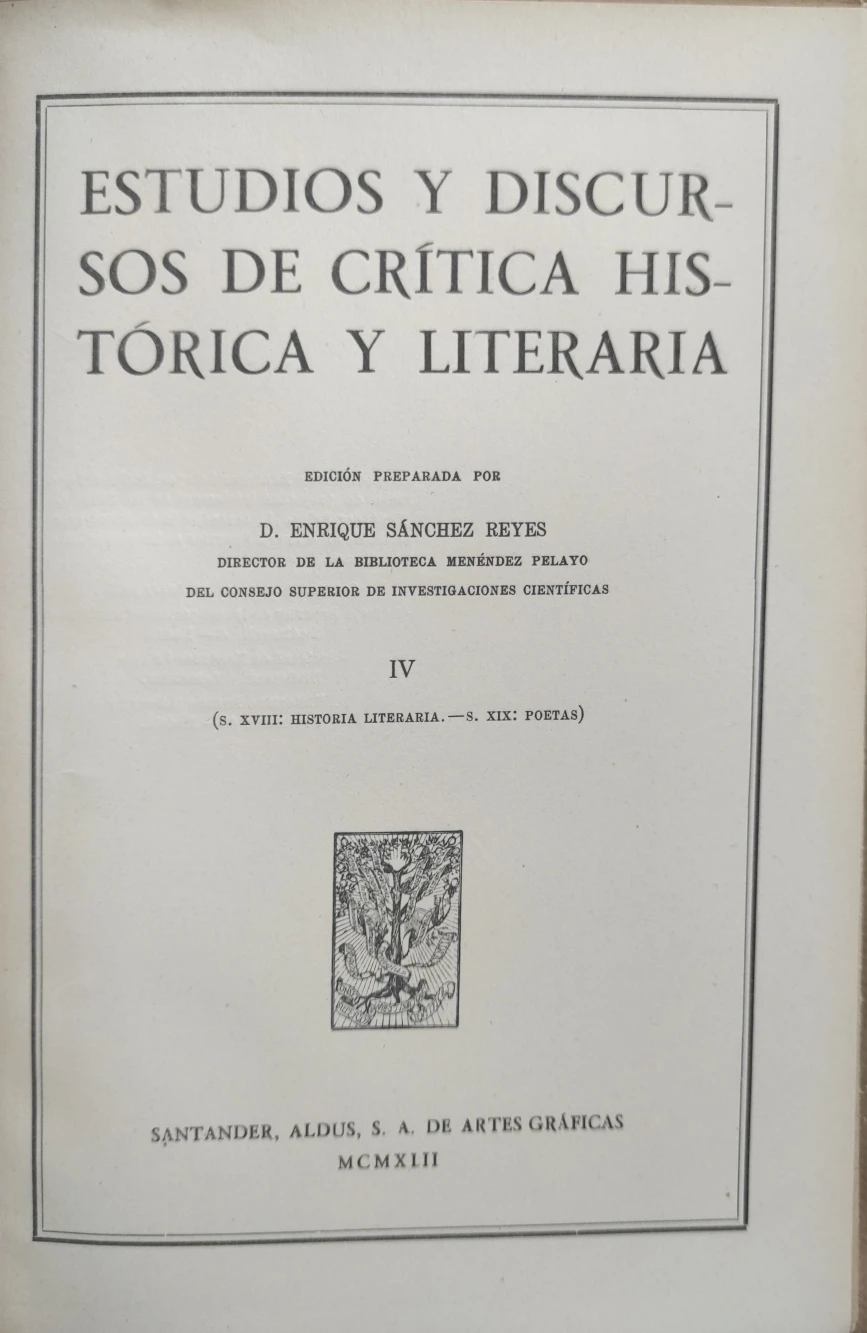 ESTUDIOS Y DISCUR-
SOS DE CRÍTICA HIS-
TÓRICA Y LITERARIA
EDICIÓN PREPARADA POR
D. ENRIQUE SÁNCHEZ REYES
DIRECTOR DE LA BIBLIOTECA MENÉNDEZ PELAYO
DEL CONSEJO SUPERIOR DE INVESTIGACIONES CIENTÍFICAS
IV
(S. XVIII: HISTORIA LITERARIA.—S. XIX: POETAS)
SANTANDER, ALDUS, S. A. DE ARTES GRÁFICAS
MCMXLII